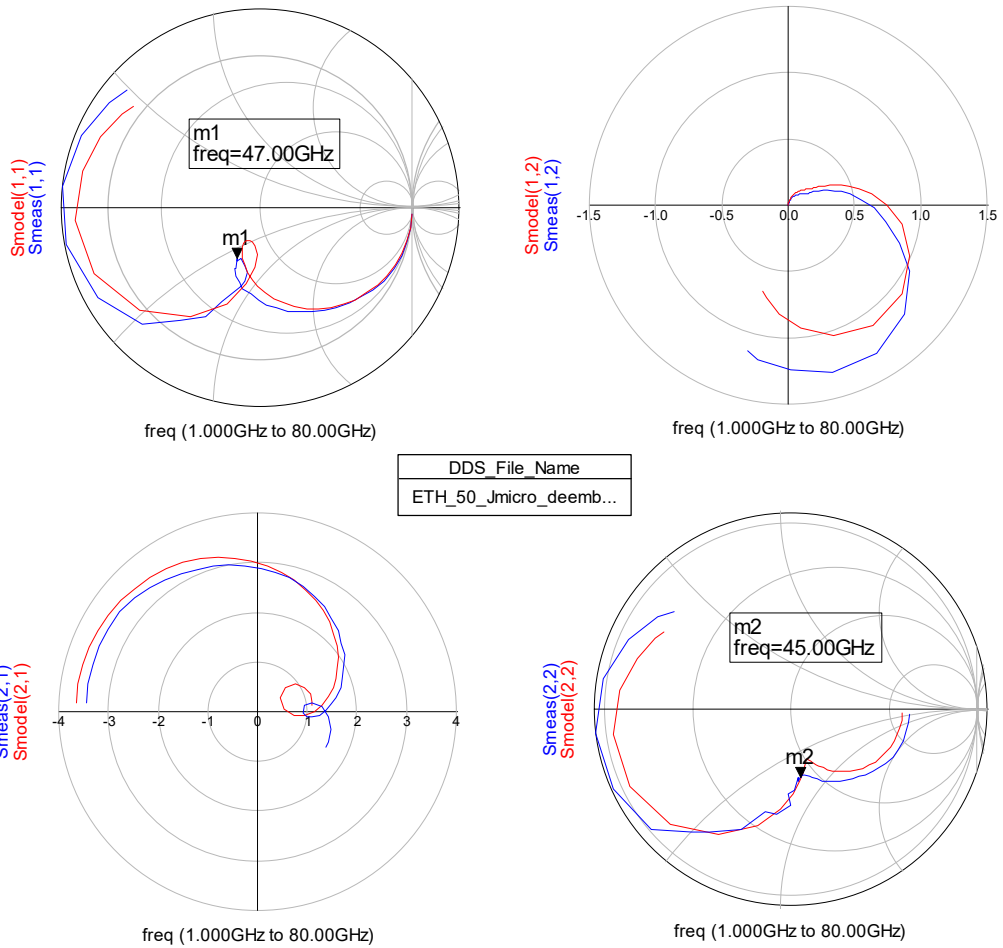 m1
freq=47.00GHz
Smodel(1,1)
Smeas(1,1)
m1
freq (1.000GHz to 80.00GHz)
Smodel(1,2)
Smeas(1,2)
-1.5 -1.0 -0.5 0.0 0.5 1.0 1.5
freq (1.000GHz to 80.00GHz)
DDS_File_Name
ETH_50_Jmicro_deemb...
Smeas(2,1)
Smodel(2,1)
-4 -3 -2 -1 0 1 2 3 4
freq (1.000GHz to 80.00GHz)
m2
freq=45.00GHz
Smeas(2,2)
Smodel(2,2)
m2
freq (1.000GHz to 80.00GHz)